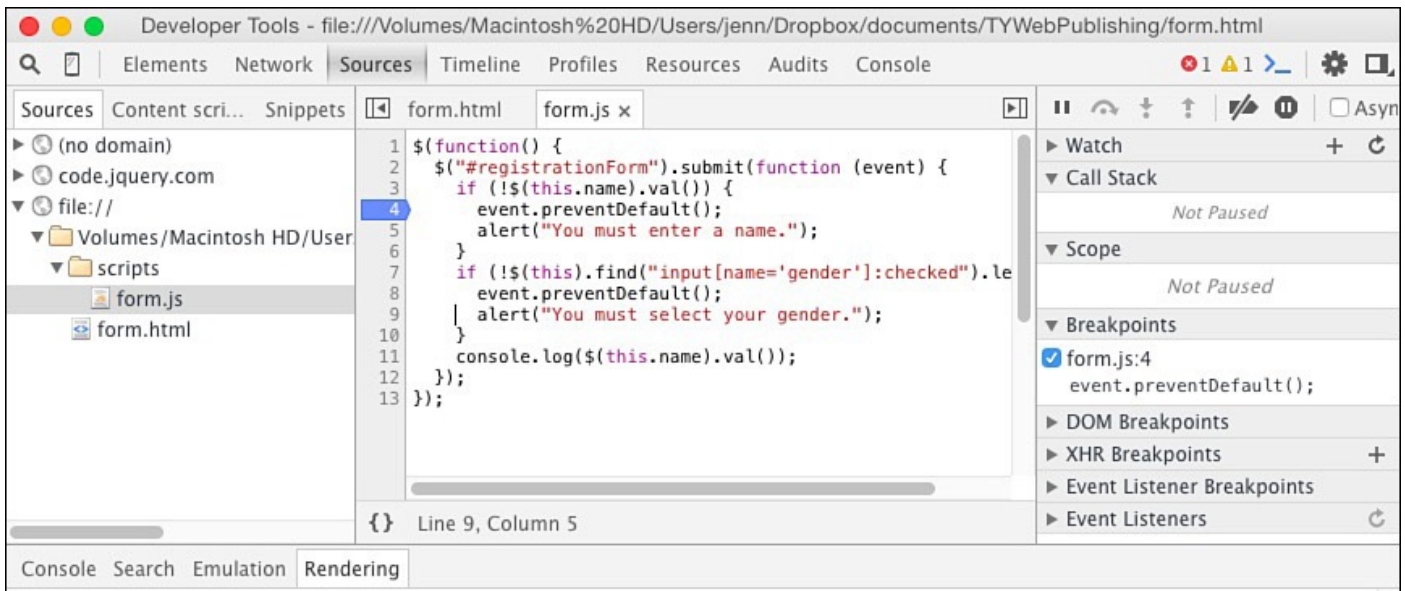 Developer Tools - file:///Volumes/Macintosh%20HD/Users/jenn/Dropbox/documents/TYWebPublishing/form.html
Elements Network Sources Timeline Profiles Resources Audits Console 1 1
Sources Content scri... Snippets
(no domain)
code.jquery.com
file://
Volumes/Macintosh HD/User
scripts
form.js
form.html
form.html form.js ×
1 $(function() {
2   $("#registrationForm").submit(function (event) {
3     if (!$(this.name).val()) {
4       event.preventDefault();
5       alert("You must enter a name.");
6     }
7     if (!$(this).find("input[name='gender']:checked").le
8       event.preventDefault();
9       alert("You must select your gender.");
10     }
11     console.log($(this.name).val());
12   });
13 });
{} Line 9, Column 5
Asyn
Watch
Call Stack
Not Paused
Scope
Not Paused
Breakpoints
form.js:4
event.preventDefault();
DOM Breakpoints
XHR Breakpoints
Event Listener Breakpoints
Event Listeners
Console Search Emulation Rendering